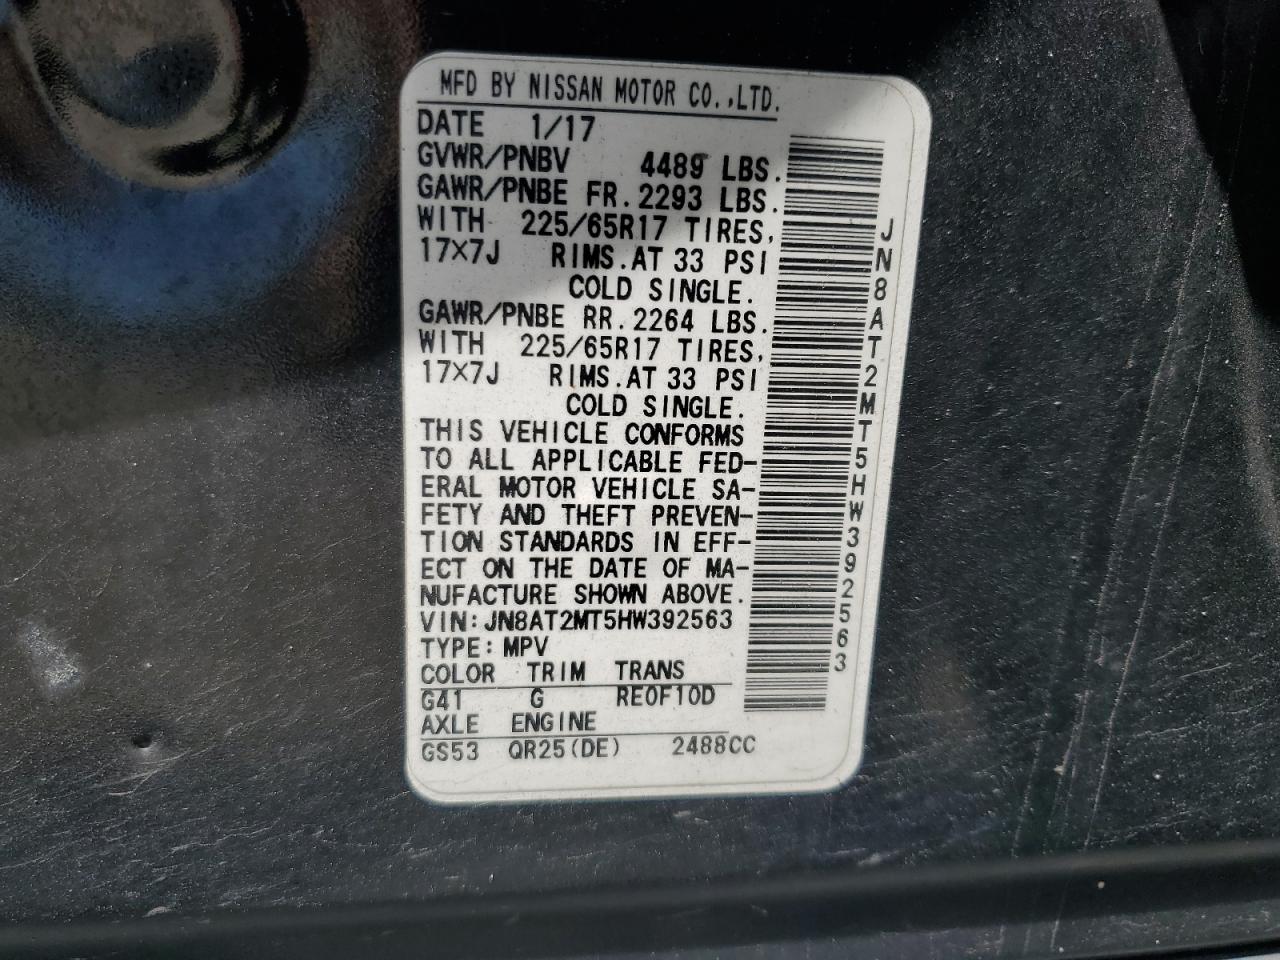 MFD BY NISSAN MOTOR CO.,LTD.
DATE 1/17
GVWR/PNBV 4489 LBS.
GAWR/PNBE FR. 2293 LBS.
WITH 225/65R17 TIRES,
17×7J RIMS.AT 33 PSI
COLD SINGLE.
GAWR/PNBE RR. 2264 LBS.
WITH 225/65R17 TIRES,
17×7J RIMS.AT 33 PSI
COLD SINGLE.
THIS VEHICLE CONFORMS
TO ALL APPLICABLE FED-
ERAL MOTOR VEHICLE SA-
FETY AND THEFT PREVEN-
TION STANDARDS IN EFF-
ECT ON THE DATE OF MA-
NUFACTURE SHOWN ABOVE.
VIN:JN8AT2MT5HW392563
TYPE:MPV
COLOR TRIM TRANS
G41 G RE0F10D
AXLE ENGINE
GS53 QR25(DE) 2488CC
JN8AT2MT5HW392563